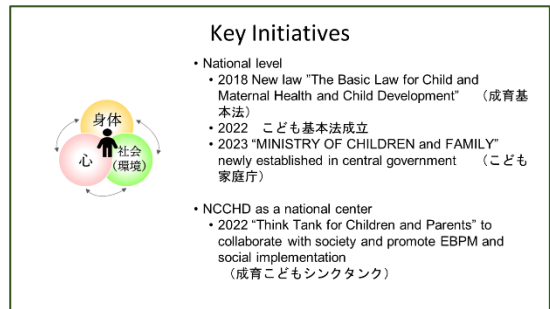 Key Initiatives
• National level
• 2018 New law "The Basic Law for Child and
Maternal Health and Child Development" （成育基
本法）
• 2022　こども基本法成立
• 2023 "MINISTRY OF CHILDREN and FAMILY"
newly established in central government （こども
家庭庁）
• NCCHD as a national center
• 2022 "Think Tank for Children and Parents" to
collaborate with society and promote EBPM and
social implementation
（成育こどもシンクタンク）
身体
心
社会
（環境）